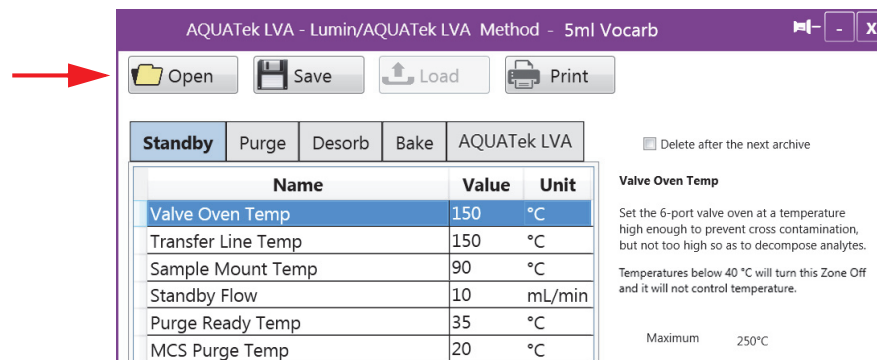 AQUATek LVA - Lumin/AQUATek LVA Method - 5ml Vocarb - X
Open Save Load Print
Standby Purge Desorb Bake AQUATek LVA
Delete after the next archive
Name Value Unit
Valve Oven Temp 150 °C
Transfer Line Temp 150 °C
Sample Mount Temp 90 °C
Standby Flow 10 mL/min
Purge Ready Temp 35 °C
MCS Purge Temp 20 °C
Valve Oven Temp
Set the 6-port valve oven at a temperature
high enough to prevent cross contamination,
but not too high so as to decompose analytes.
Temperatures below 40 °C will turn this Zone Off
and it will not control temperature.
Maximum 250°C